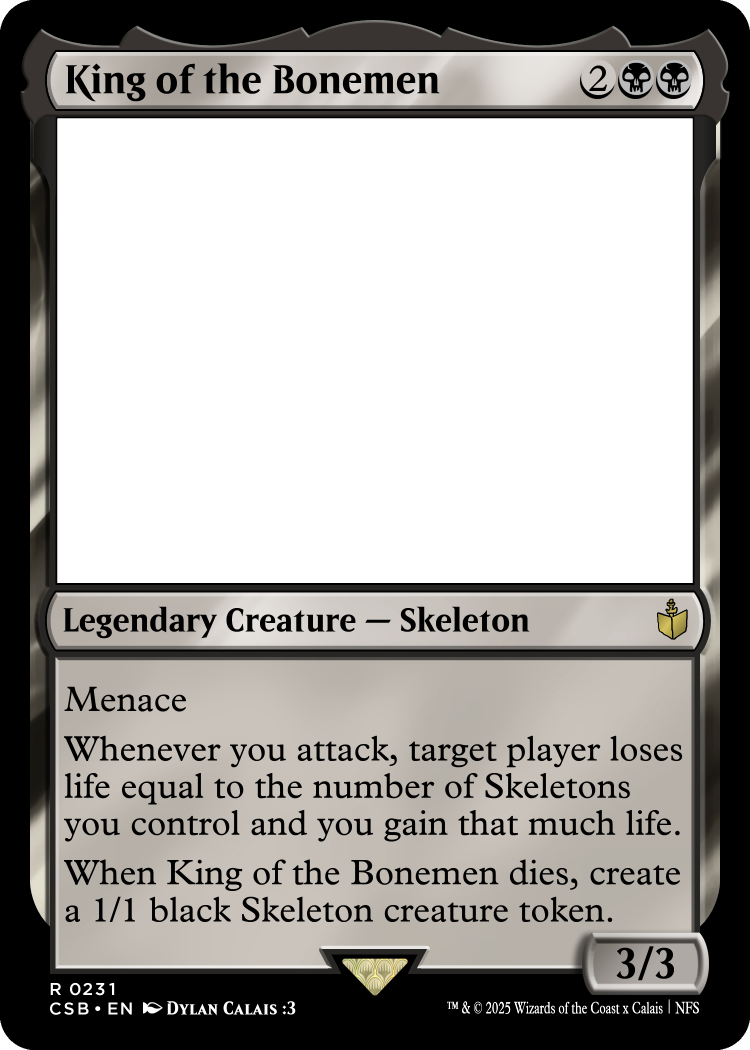 King of the Bonemen 2
Legendary Creature — Skeleton
Menace
Whenever you attack, target player loses
life equal to the number of Skeletons
you control and you gain that much life.
When King of the Bonemen dies, create
a 1/1 black Skeleton creature token.
3/3
R 0231
CSB • EN Dylan Calais :3
™ & © 2025 Wizards of the Coast x Calais | NFS